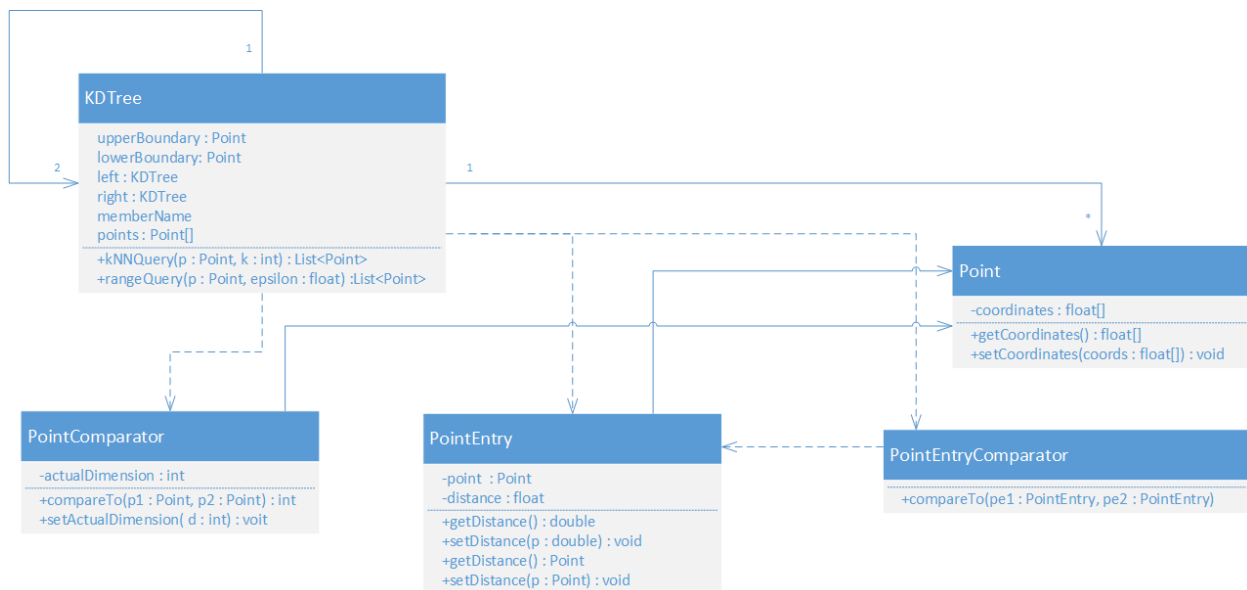 1
KDTree
upperBoundary : Point
lowerBoundary: Point
left : KDTree
right : KDTree
memberName
points : Point[]
+kNNQuery(p : Point, k : int) : List<Point>
+rangeQuery(p : Point, epsilon : float) :List<Point>
2
1
*
Point
-coordinates : float[]
+getCoordinates() : float[]
+setCoordinates(coords : float[]) : void
PointComparator
-actualDimension : int
+compareTo(p1 : Point, p2 : Point) : int
+setActualDimension( d : int) : voit
PointEntry
-point : Point
-distance : float
+getDistance() : double
+setDistance(p : double) : void
+getDistance() : Point
+setDistance(p : Point) : void
PointEntryComparator
+compareTo(pe1 : PointEntry, pe2 : PointEntry)